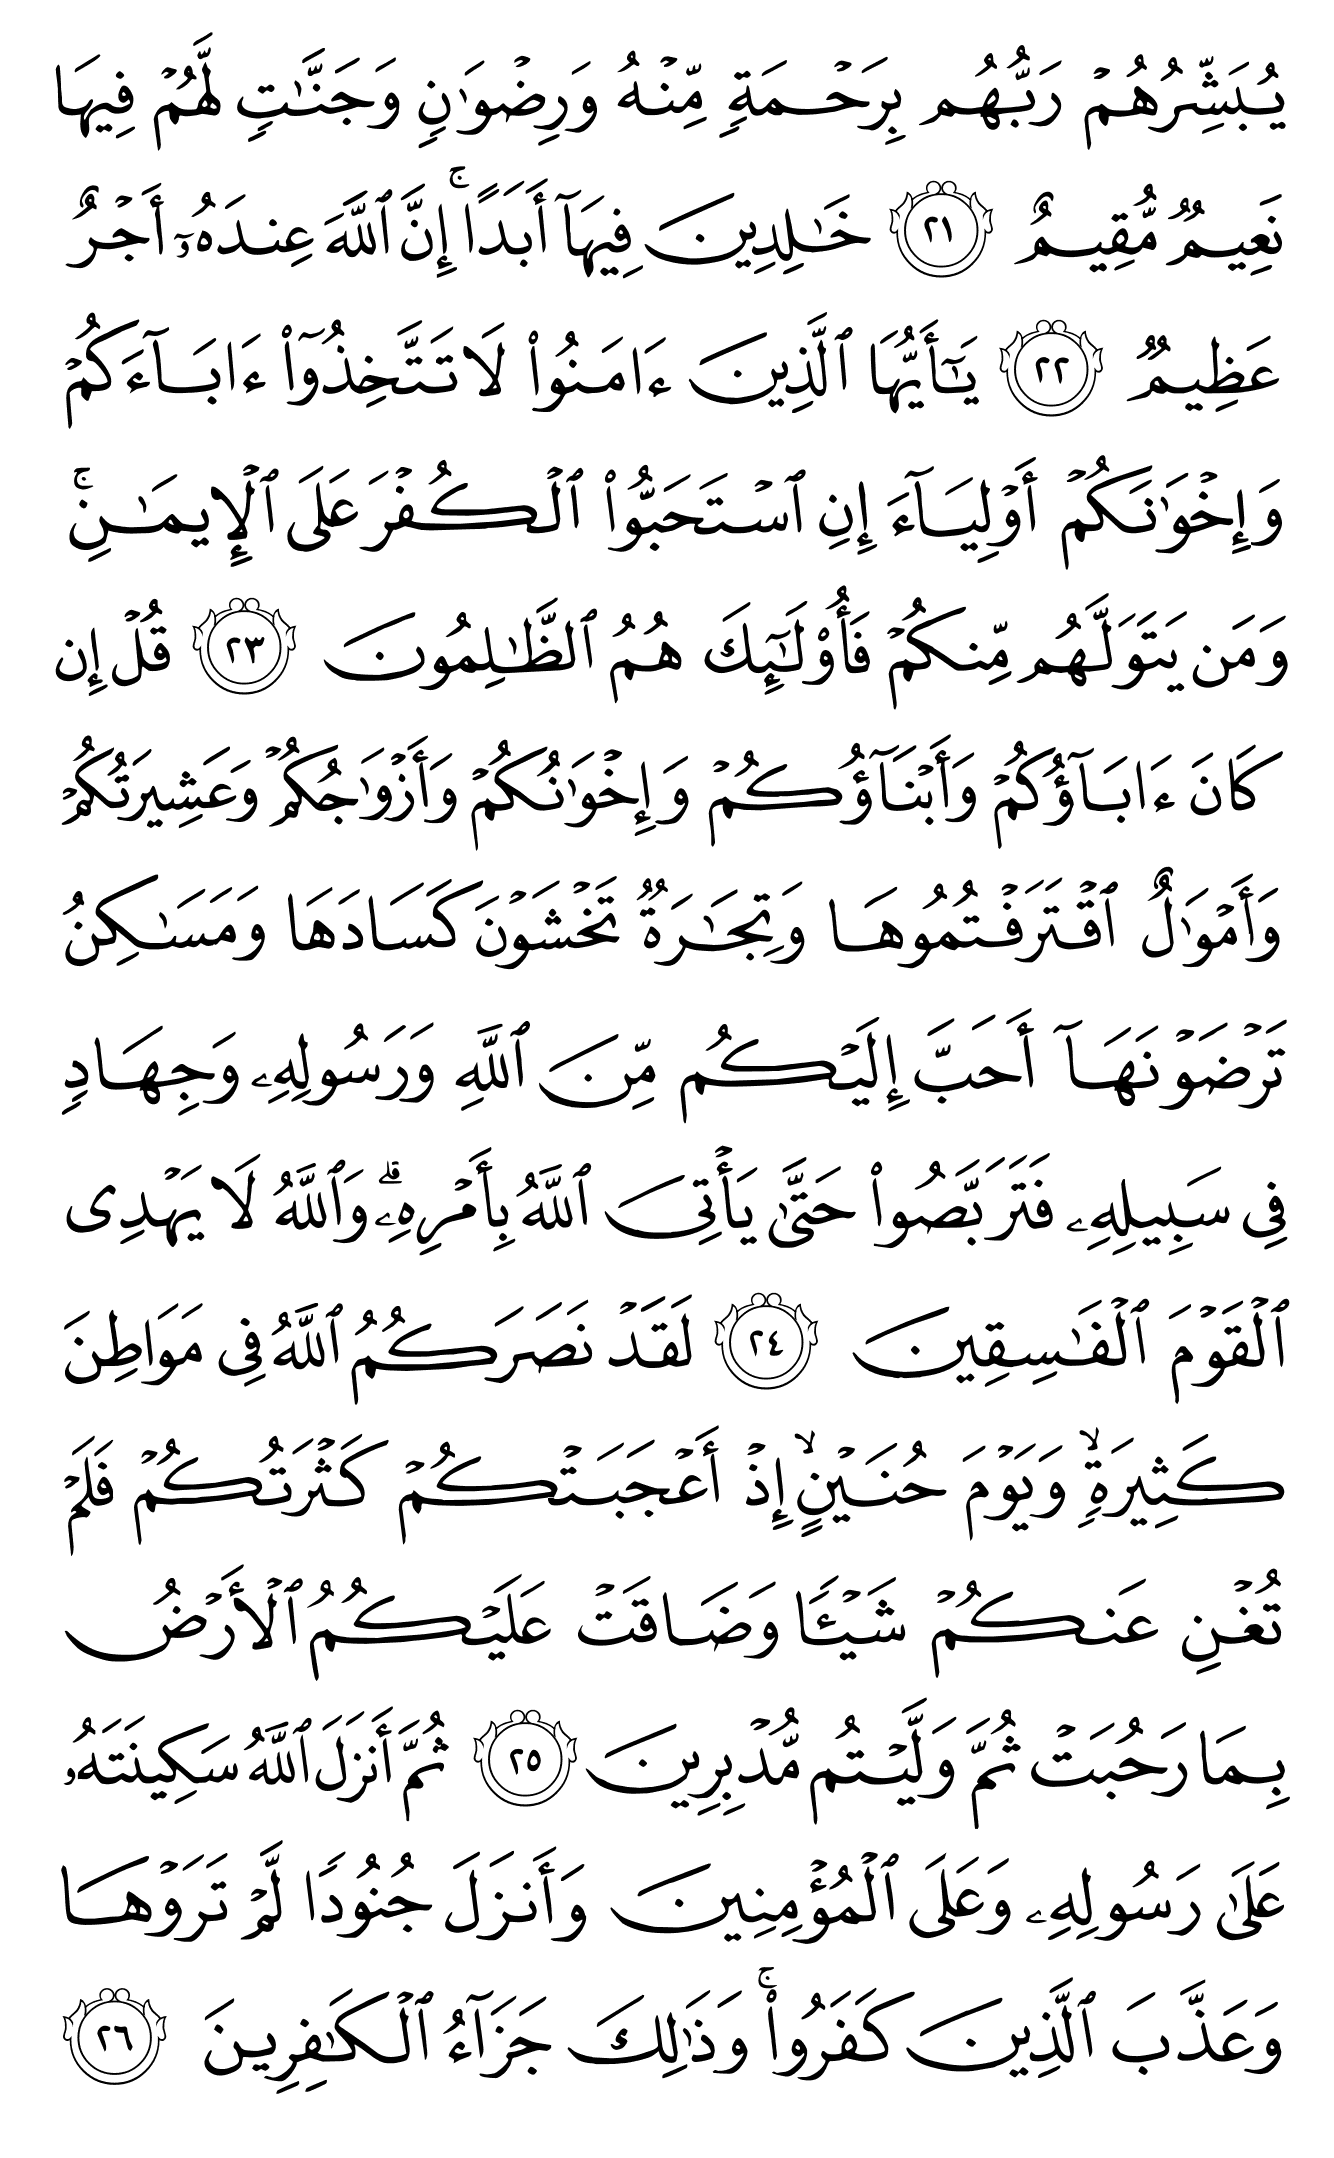 يُبَشِّرُهُمۡ رَبُّهُم بِرَحۡمَةٖ مِّنۡهُ وَرِضۡوَٰنٖ وَجَنَّٰتٖ لَّهُمۡ فِيهَا
نَعِيمٞ مُّقِيمٌ ٢١ خَٰلِدِينَ فِيهَآ أَبَدًاۚ إِنَّ ٱللَّهَ عِندَهُۥٓ أَجۡرٌ
عَظِيمٞ ٢٢ يَٰٓأَيُّهَا ٱلَّذِينَ ءَامَنُواْ لَا تَتَّخِذُوٓاْ ءَابَآءَكُمۡ
وَإِخۡوَٰنَكُمۡ أَوۡلِيَآءَ إِنِ ٱسۡتَحَبُّواْ ٱلۡكُفۡرَ عَلَى ٱلۡإِيمَٰنِۚ
وَمَن يَتَوَلَّهُم مِّنكُمۡ فَأُوْلَٰٓئِكَ هُمُ ٱلظَّٰلِمُونَ ٢٣ قُلۡ إِن
كَانَ ءَابَآؤُكُمۡ وَأَبۡنَآؤُكُمۡ وَإِخۡوَٰنُكُمۡ وَأَزۡوَٰجُكُمۡ وَعَشِيرَتُكُمۡ
وَأَمۡوَٰلٌ ٱقۡتَرَفۡتُمُوهَا وَتِجَٰرَةٞ تَخۡشَوۡنَ كَسَادَهَا وَمَسَٰكِنُ
تَرۡضَوۡنَهَآ أَحَبَّ إِلَيۡكُم مِّنَ ٱللَّهِ وَرَسُولِهِۦ وَجِهَادٖ
فِي سَبِيلِهِۦ فَتَرَبَّصُواْ حَتَّىٰ يَأۡتِيَ ٱللَّهُ بِأَمۡرِهِۦۗ وَٱللَّهُ لَا يَهۡدِي
ٱلۡقَوۡمَ ٱلۡفَٰسِقِينَ ٢٤ لَقَدۡ نَصَرَكُمُ ٱللَّهُ فِي مَوَاطِنَ
كَثِيرَةٖۙ وَيَوۡمَ حُنَيۡنٍۙ إِذۡ أَعۡجَبَتۡكُمۡ كَثۡرَتُكُمۡ فَلَمۡ
تُغۡنِ عَنكُمۡ شَيۡـٔٗا وَضَاقَتۡ عَلَيۡكُمُ ٱلۡأَرۡضُ
بِمَا رَحُبَتۡ ثُمَّ وَلَّيۡتُم مُّدۡبِرِينَ ٢٥ ثُمَّ أَنزَلَ ٱللَّهُ سَكِينَتَهُۥ
عَلَىٰ رَسُولِهِۦ وَعَلَى ٱلۡمُؤۡمِنِينَ وَأَنزَلَ جُنُودٗا لَّمۡ تَرَوۡهَا
وَعَذَّبَ ٱلَّذِينَ كَفَرُواْۚ وَذَٰلِكَ جَزَآءُ ٱلۡكَٰفِرِينَ ٢٦